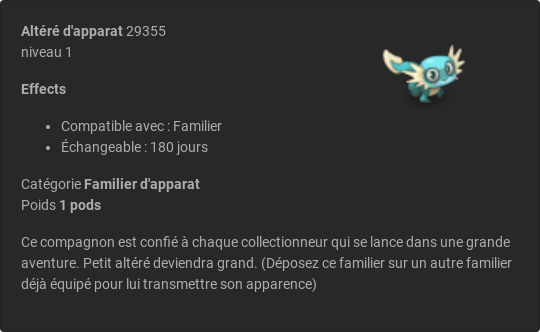 Altéré d'apparat 29355
niveau 1
Effects
• Compatible avec : Familier
• Échangeable : 180 jours
Catégorie Familier d'apparat
Poids 1 pods
Ce compagnon est confié à chaque collectionneur qui se lance dans une grande
aventure. Petit altéré deviendra grand. (Déposez ce familier sur un autre familier
déjà équipé pour lui transmettre son apparence)